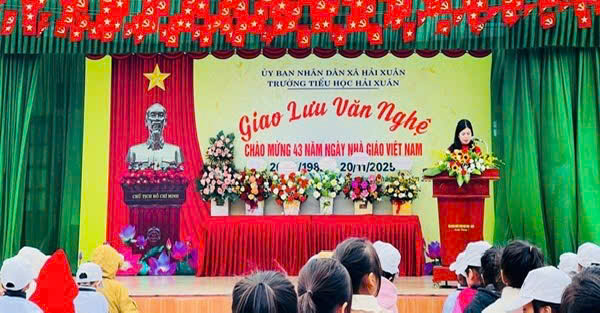 ỦY BAN NHÂN DÂN XÃ HẢI XUÂN
TRƯỜNG TIỂU HỌC HẢI XUÂN
Giao Lưu Văn Nghệ
CHÀO MỪNG 43 NĂM NGÀY NHÀ GIÁO VIỆT NAM
20/11/2025
CHỦ TỊCH HỒ CHÍ MINH